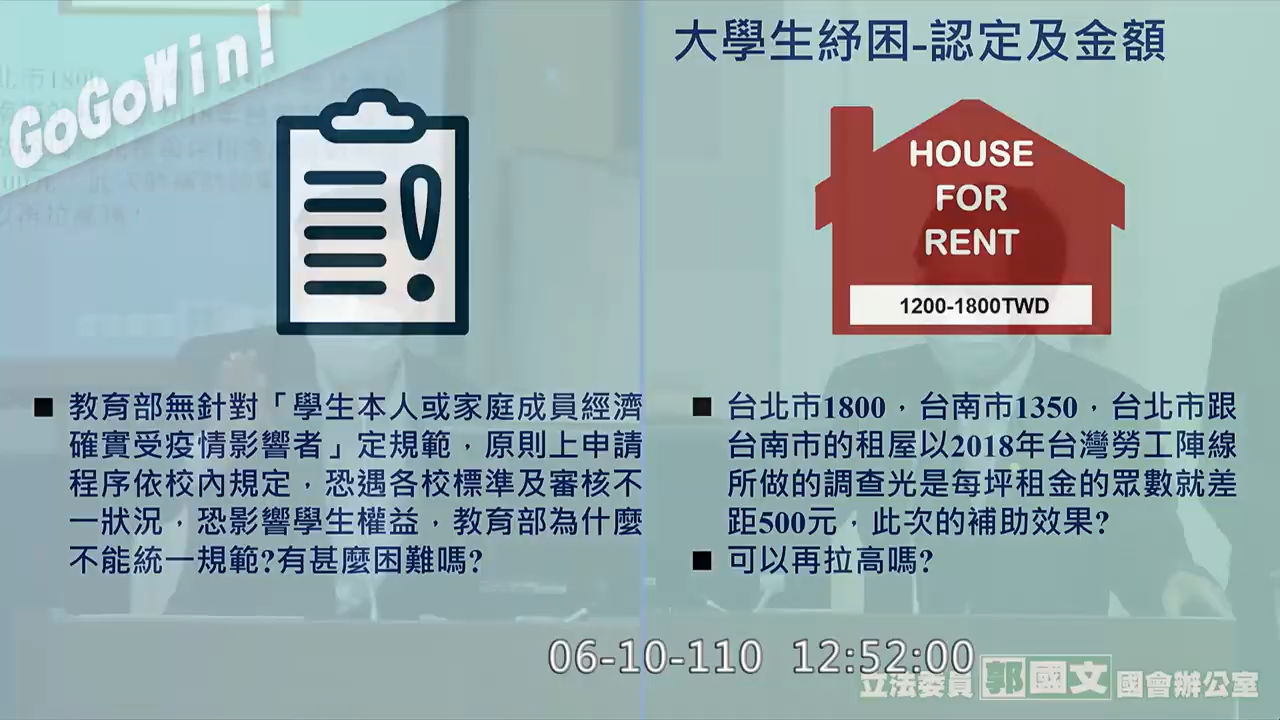 GoGoWin!
大學生紓困-認定及金額
HOUSE
FOR
RENT
1200-1800TWD
■ 教育部無針對「學生本人或家庭成員經濟
確實受疫情影響者」定規範，原則上申請
程序依校內規定，恐遇各校標準及審核不
一狀況，恐影響學生權益，教育部為什麼
不能統一規範?有甚麼困難嗎?
■ 台北市1800，台南市1350，台北市跟
台南市的租屋以2018年台灣勞工陣線
所做的調查光是每坪租金的眾數就差
距500元，此次的補助效果?
■ 可以再拉高嗎?
06-10-110 12:52:00
立法委員 郭國文 國會辦公室